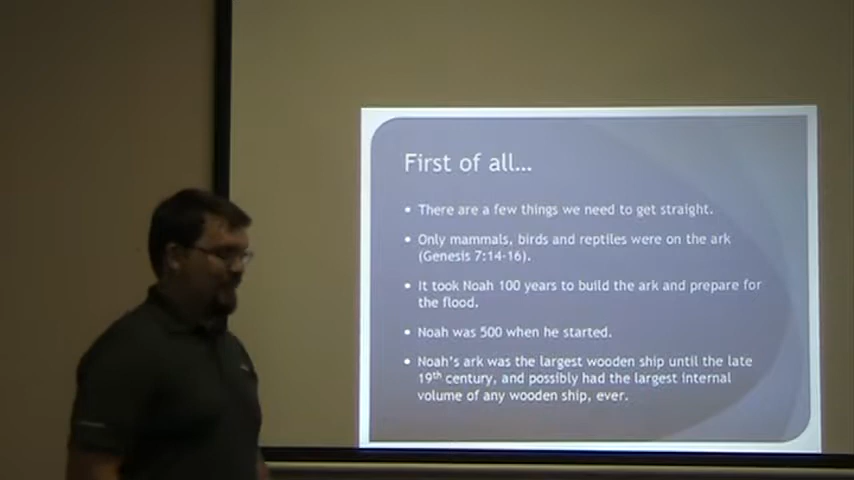 First of all...
• There are a few things we need to get straight.
• Only mammals, birds and reptiles were on the ark
(Genesis 7:14-16).
• It took Noah 100 years to build the ark and prepare for
the flood.
• Noah was 500 when he started.
• Noah's ark was the largest wooden ship until the late
19th century, and possibly had the largest internal
volume of any wooden ship, ever.